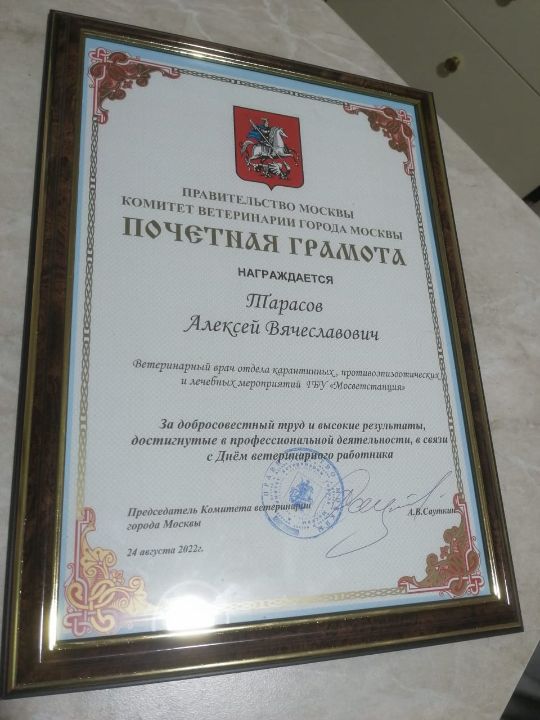 ПРАВИТЕЛЬСТВО МОСКВЫ
КОМИТЕТ ВЕТЕРИНАРИИ ГОРОДА МОСКВЫ
ПОЧЕТНАЯ ГРАМОТА
НАГРАЖДАЕТСЯ
Тарасов
Алексей Вячеславович
Ветеринарный врач отдела карантинных, противоэпизоотических
и лечебных мероприятий ГБУ «Мосветстанция»
За добросовестный труд и высокие результаты,
достигнутые в профессиональной деятельности, в связи
с Днём ветеринарного работника
Председатель Комитета ветеринарии
города Москвы
А.В.Сауткин
24 августа 2022г.